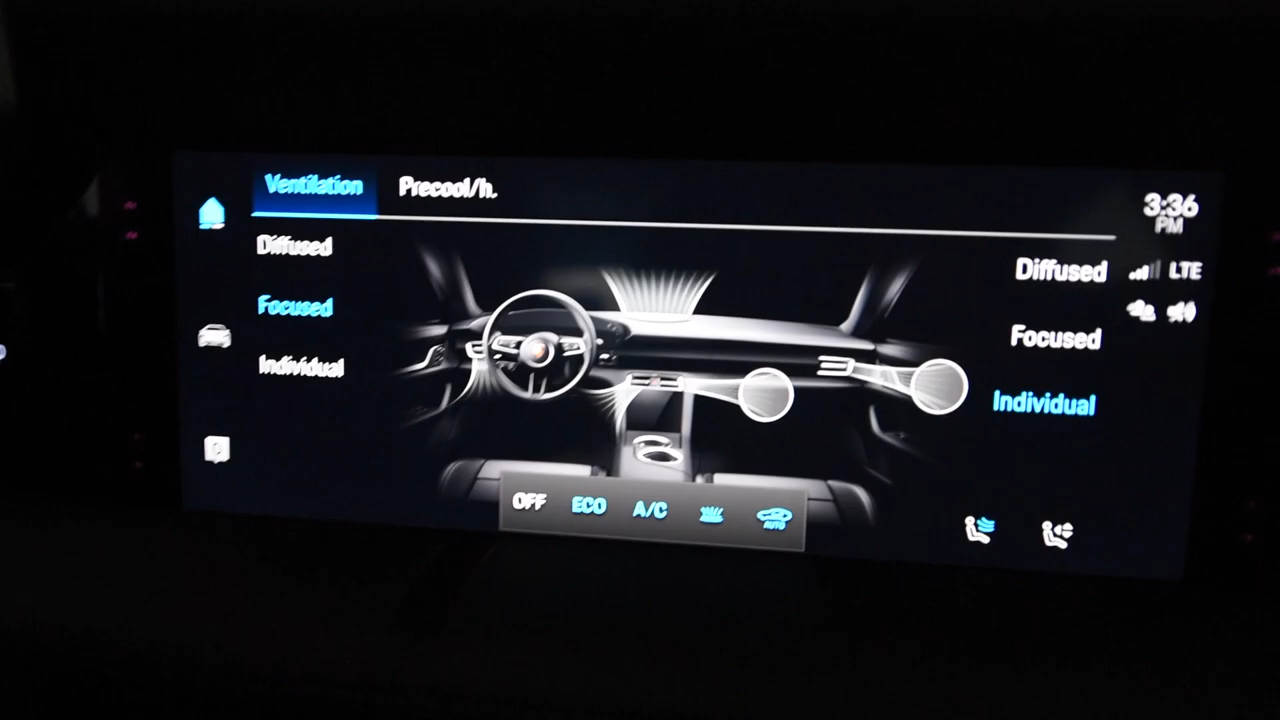 Ventilation
Precool/h.
3:36
PM
Diffused
Focused
Individual
Diffused
LTE
Focused
Individual
OFF
ECO
A/C
AUTO